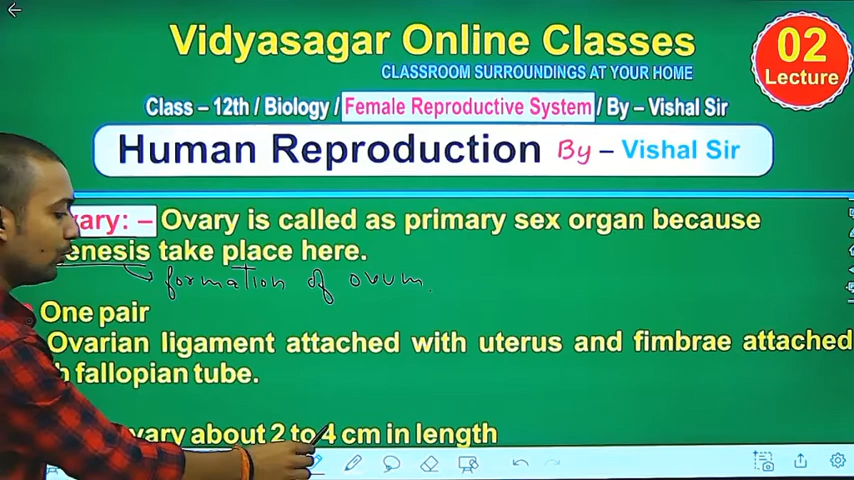 Vidyasagar Online Classes
CLASSROOM SURROUNDINGS AT YOUR HOME
02
Lecture
Class – 12th / Biology / Female Reproductive System / By – Vishal Sir
Human Reproduction By – Vishal Sir
vary: – Ovary is called as primary sex organ because
enesis take place here.
formation of ovum.
One pair
Ovarian ligament attached with uterus and fimbrae attached
h fallopian tube.
vary about 2 to 4 cm in length